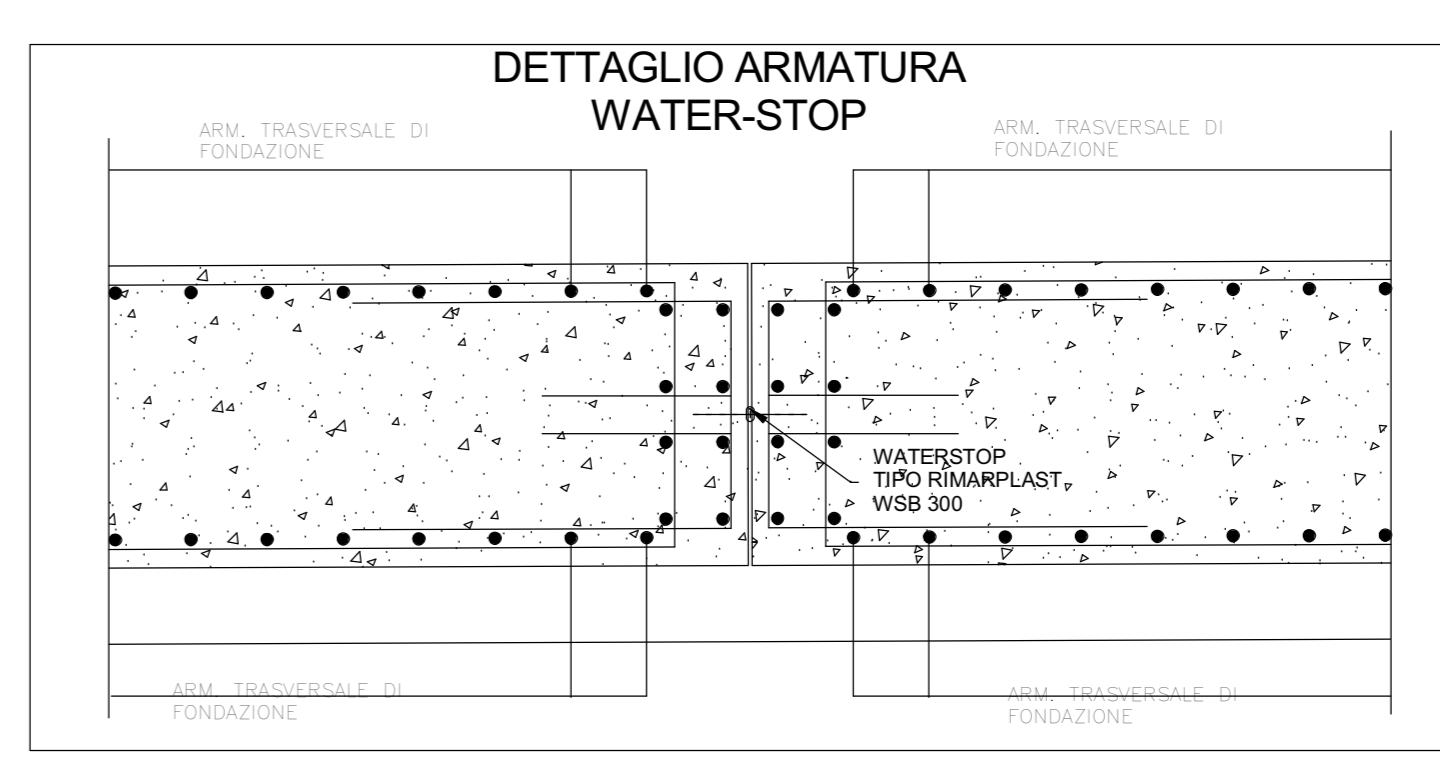 DETTAGLIO ARMATURA
WATER-STOP
ARM. TRASVERSALE DI
FONDAZIONE
ARM. TRASVERSALE DI
FONDAZIONE
WATERSTOP
TIPO RIMARPLAST
WSB 300
ARM. TRASVERSALE DI
FONDAZIONE
ARM. TRASVERSALE DI
FONDAZIONE